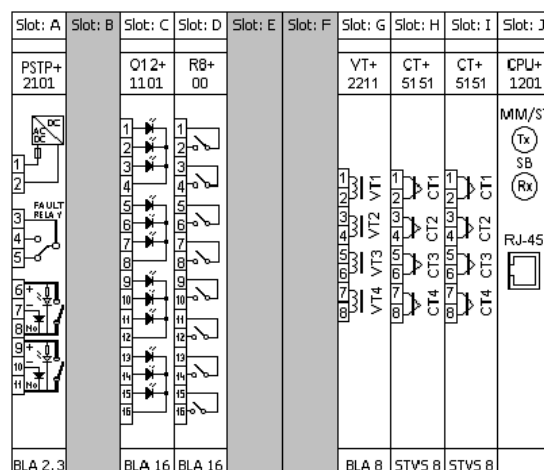 Slot: A Slot: B Slot: C Slot: D Slot: E Slot: F Slot: G Slot: H Slot: I Slot: J
PSTP+ O12+ R8+ VT+ CT+ CT+ CPU+
2101 1101 00 2211 5151 5151 1201
DC
AC
DC
1
2
FAULT
RELAY
3
4
5
6 +
7 -
8 No
9 +
10 -
11 No
1
2
3
4
5
6
7
8
9
10
11
12
13
14
15
16
1
2
3
4
5
6
7
8
9
10
11
12
13
14
15
16
1
2 VT1
3
4 VT2
5
6 VT3
7
8 VT4
1
2 CT1
3
4 CT2
5
6 CT3
7
8 CT4
1
2 CT1
3
4 CT2
5
6 CT3
7
8 CT4
MM/ST
Tx
SB
Rx
RJ-45
BLA 2,3 BLA 16 BLA 16 BLA 8 STVS 8 STVS 8